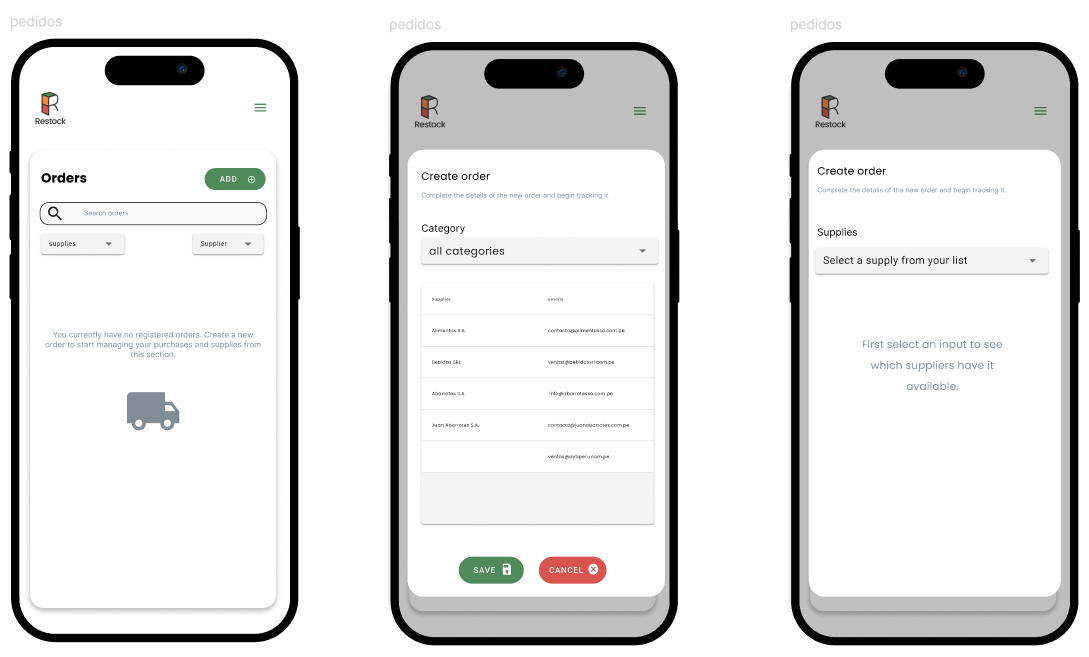 pedidos
Restock
Orders
ADD
Search orders
supplies
Supplier
You currently have no registered orders. Create a new
order to start managing your purchases and supplies from
this section.
pedidos
Restock
Create order
Complete the details of the new order and begin tracking it.
Category
all categories
Supplier emails
Alimentos S.A. contacto@alimentossa.com.pe
Bebidas SRL ventas@bebidassrl.com.pe
Abarrotes S.A. info@abarrotessa.com.pe
Juan Abarrotes S.A. contacto@juanabarrotes.com.pe
ventas@aybperu.com.pe
SAVE
CANCEL
pedidos
Restock
Create order
Complete the details of the new order and begin tracking it.
Supplies
Select a supply from your list
First select an input to see
which suppliers have it
available.